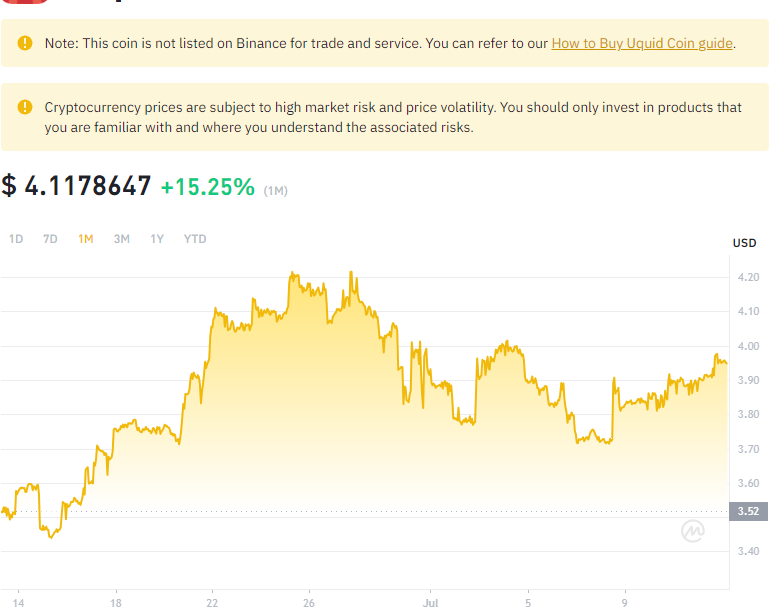 Note: This coin is not listed on Binance for trade and service. You can refer to our How to Buy Uquid Coin guide.
Cryptocurrency prices are subject to high market risk and price volatility. You should only invest in products that
you are familiar with and where you understand the associated risks.
$ 4.1178647 +15.25% (1M)
1D 7D 1M 3M 1Y YTD
USD
4.20
4.10
4.00
3.90
3.80
3.70
3.60
3.52
3.40
14 18 22 26 Jul 5 9